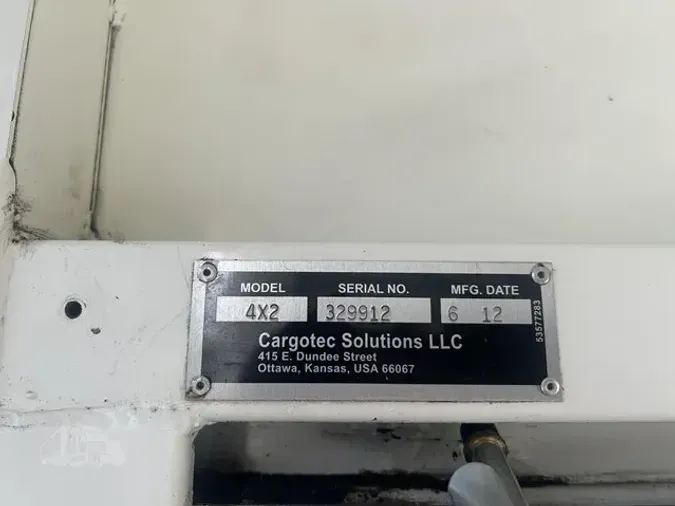 MODEL SERIAL NO. MFG. DATE
4X2 329912 6 12
Cargotec Solutions LLC
415 E. Dundee Street
Ottawa, Kansas, USA 66067
53577283